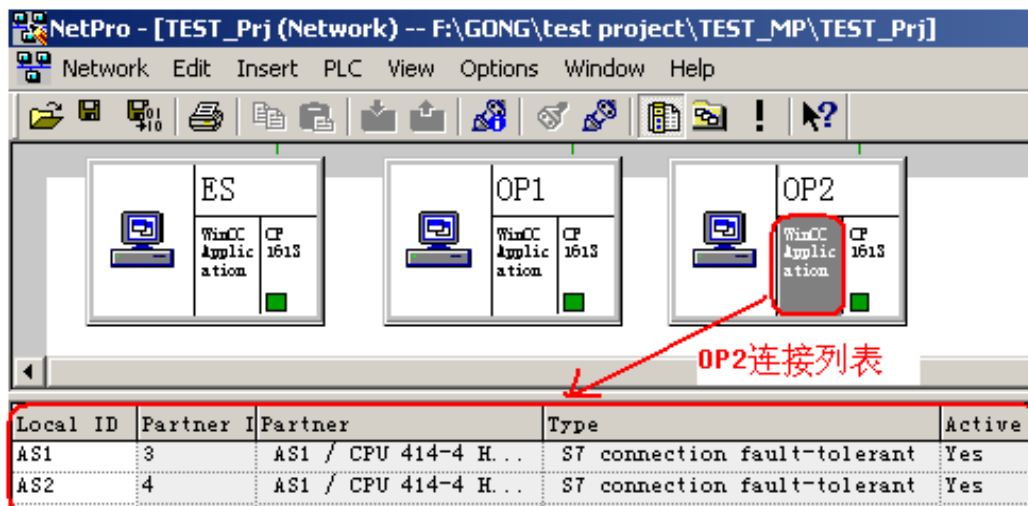 NetPro - [TEST_Prj (Network) -- F:\GONG\test project\TEST_MP\TEST_Prj]
Network Edit Insert PLC View Options Window Help
ES
WinCC Application
CP 1613
OP1
WinCC Application
CP 1613
OP2
WinCC Application
CP 1613
OP2连接列表
Local ID Partner I Partner Type Active
AS1 3 AS1 / CPU 414-4 H... S7 connection fault-tolerant Yes
AS2 4 AS1 / CPU 414-4 H... S7 connection fault-tolerant Yes